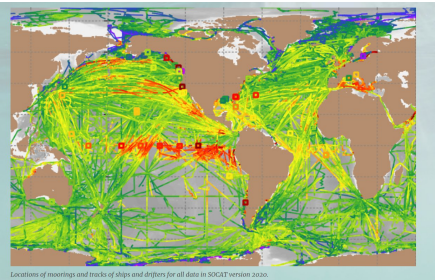 Locations of moorings and tracks of ships and drifters for all data in SOCAT version 2020.